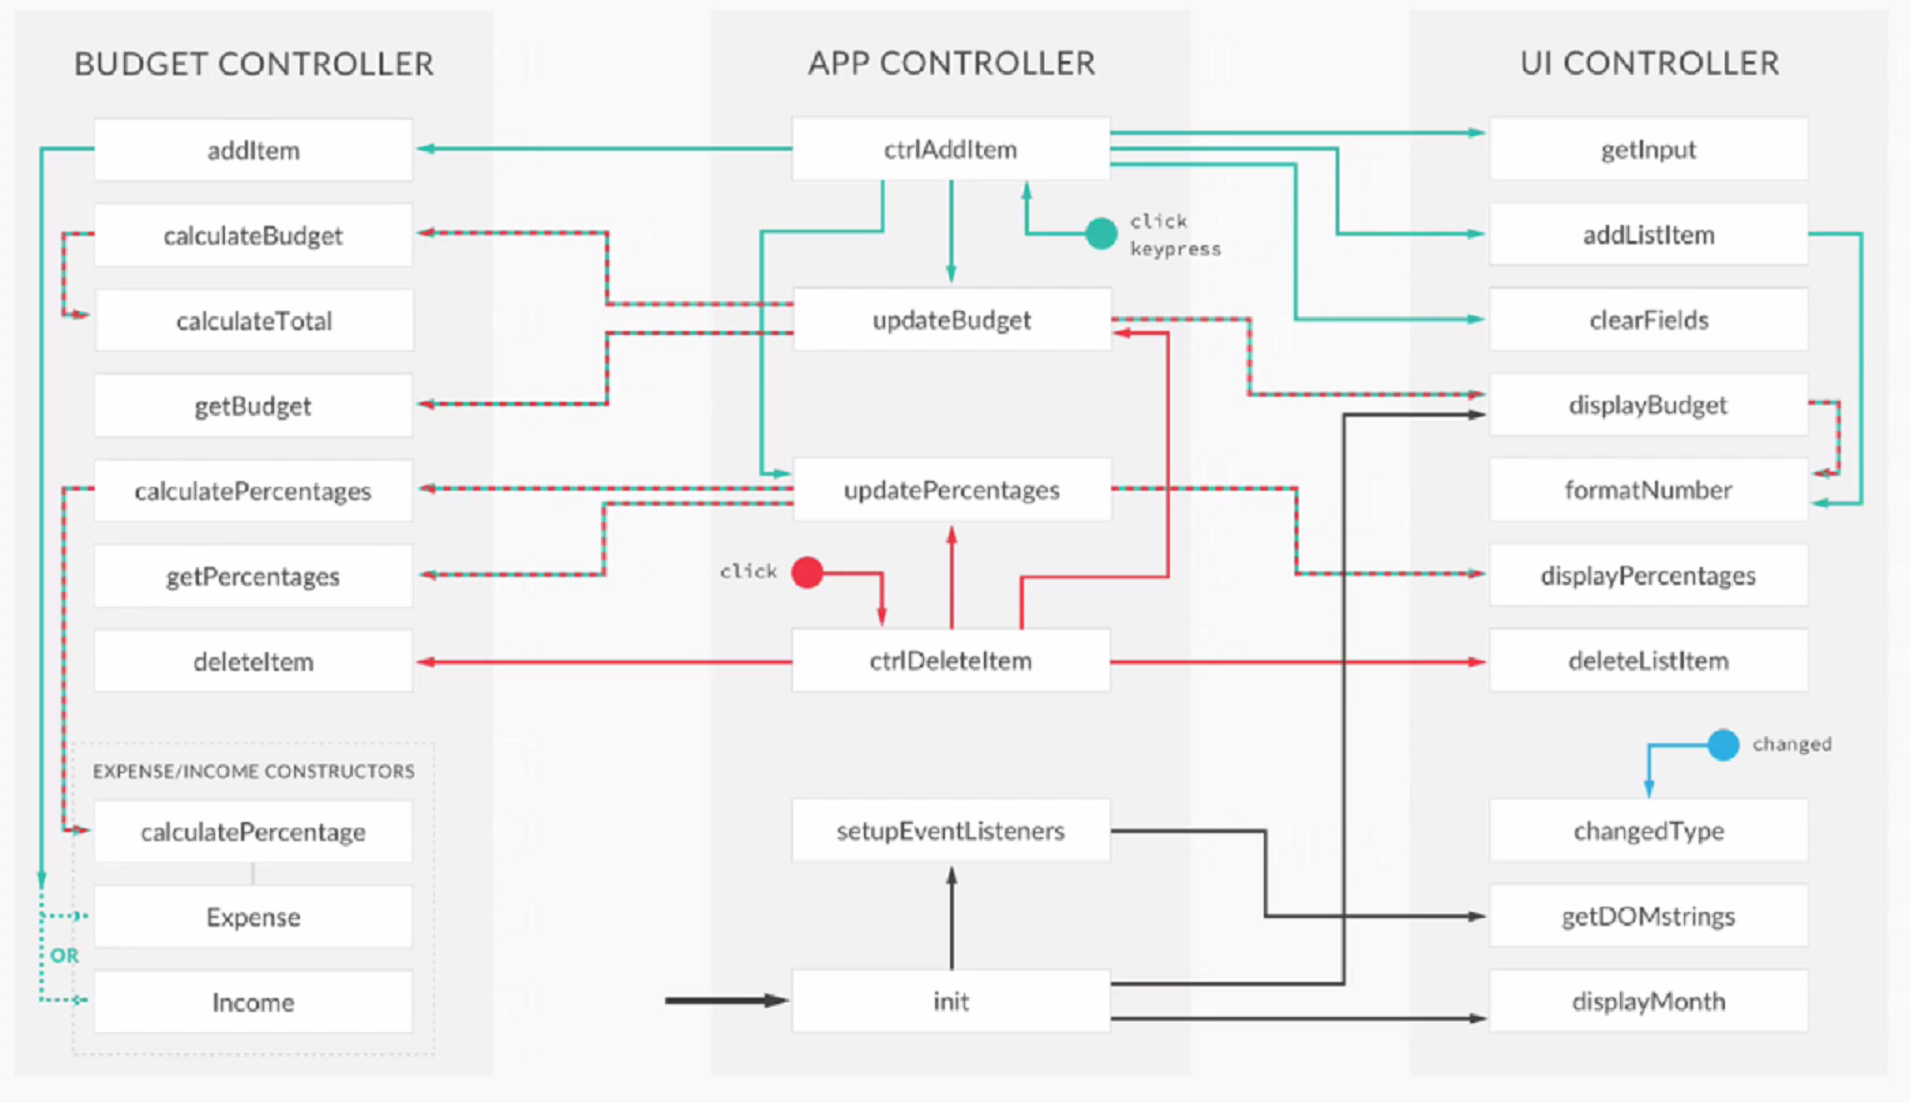 BUDGET CONTROLLER
addItem
calculateBudget
calculateTotal
getBudget
calculatePercentages
getPercentages
deleteItem
EXPENSE/INCOME CONSTRUCTORS
calculatePercentage
Expense
OR
Income
APP CONTROLLER
ctrlAddItem
click
keypress
updateBudget
updatePercentages
click
ctrlDeleteItem
setupEventListeners
init
UI CONTROLLER
getInput
addListItem
clearFields
displayBudget
formatNumber
displayPercentages
deleteListItem
changed
changedType
getDOMstrings
displayMonth